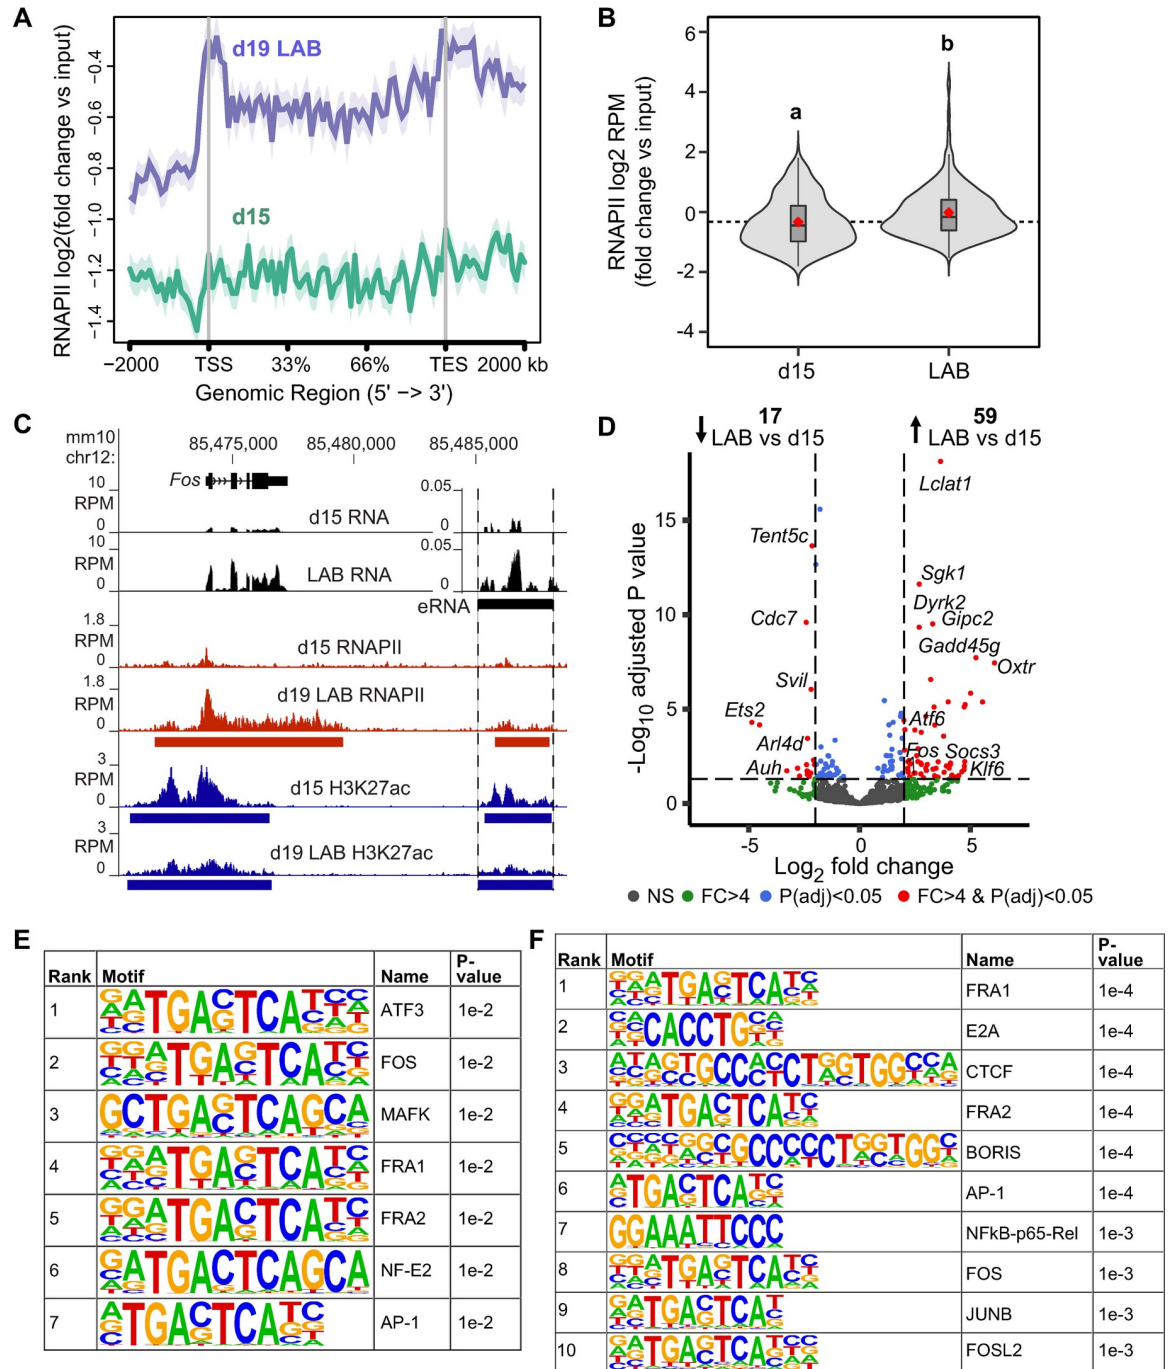 A
RNAPII log2(fold change vs input)
−0.4
−0.6
−0.8
−1.0
−1.2
−1.4
d19 LAB
d15
−2000 TSS 33% 66% TES 2000 kb
Genomic Region (5' −> 3')
B
RNAPII log2 RPM
(fold change vs input)
6
4
2
0
-2
-4
a
b
d15 LAB
C
mm10
chr12:
85,475,000 85,480,000 85,485,000
Fos
10
RPM
0
d15 RNA
0.05
0
10
RPM
0
LAB RNA
0.05
0
eRNA
1.8
RPM
0
d15 RNAPII
1.8
RPM
0
d19 LAB RNAPII
3
RPM
0
d15 H3K27ac
3
RPM
0
d19 LAB H3K27ac
D
17
LAB vs d15
59
LAB vs d15
-Log10 adjusted P value
15
10
5
0
Lclat1
Tent5c
Sgk1
Dyrk2
Cdc7
Gipc2
Gadd45g
Oxtr
Svil
Ets2
Atf6
Arl4d
Fos Socs3
Auh
Klf6
-5 0 5
Log2 fold change
NS FC>4 P(adj)<0.05 FC>4 & P(adj)<0.05
E
Rank Motif Name P-value
1 ATF3 1e-2
2 FOS 1e-2
3 MAFK 1e-2
4 FRA1 1e-2
5 FRA2 1e-2
6 NF-E2 1e-2
7 AP-1 1e-2
F
Rank Motif Name P-value
1 FRA1 1e-4
2 E2A 1e-4
3 CTCF 1e-4
4 FRA2 1e-4
5 BORIS 1e-4
6 AP-1 1e-4
7 NFkB-p65-Rel 1e-3
8 FOS 1e-3
9 JUNB 1e-3
10 FOSL2 1e-3